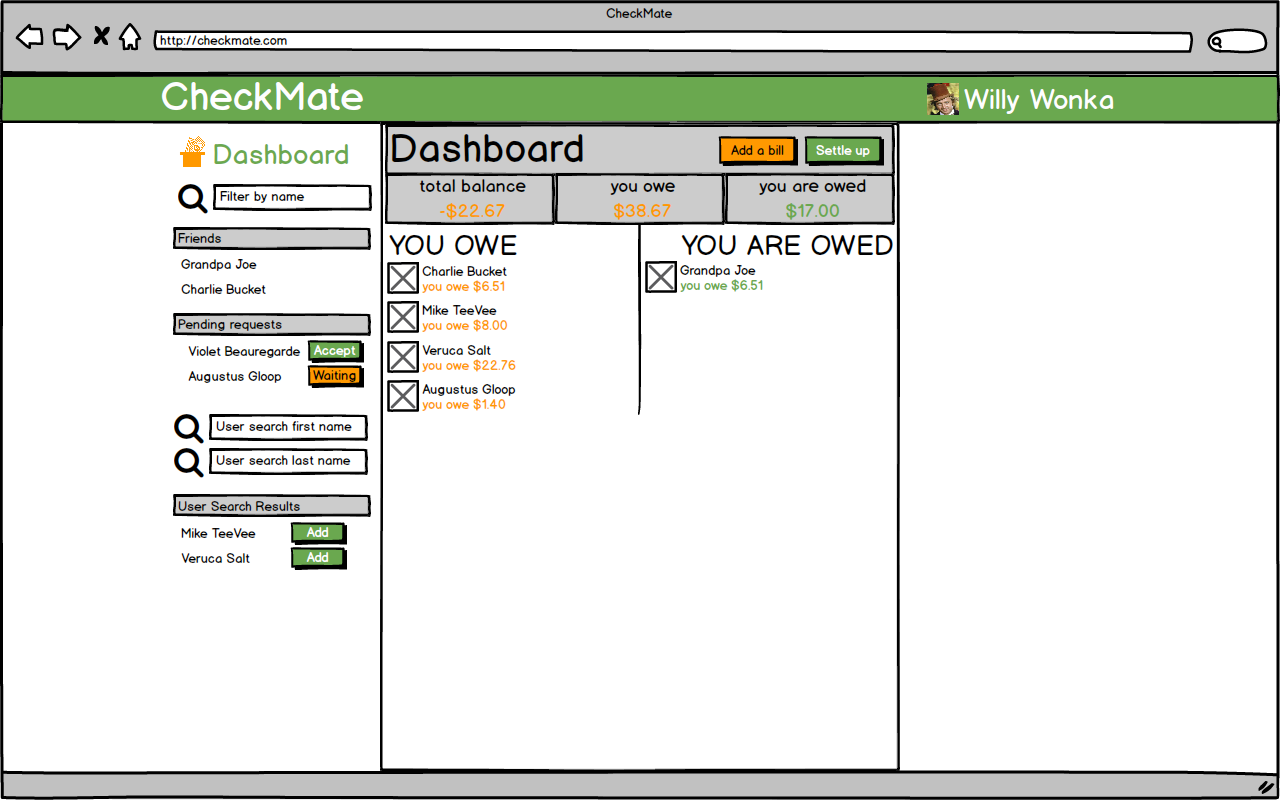 CheckMate
http://checkmate.com
CheckMate
Willy Wonka
Dashboard
Filter by name
Friends
Grandpa Joe
Charlie Bucket
Pending requests
Violet Beauregarde Accept
Augustus Gloop Waiting
User search first name
User search last name
User Search Results
Mike TeeVee Add
Veruca Salt Add
Dashboard
Add a bill
Settle up
total balance
-$22.67
you owe
$38.67
you are owed
$17.00
YOU OWE
Charlie Bucket
you owe $6.51
Mike TeeVee
you owe $8.00
Veruca Salt
you owe $22.76
Augustus Gloop
you owe $1.40
YOU ARE OWED
Grandpa Joe
you owe $6.51